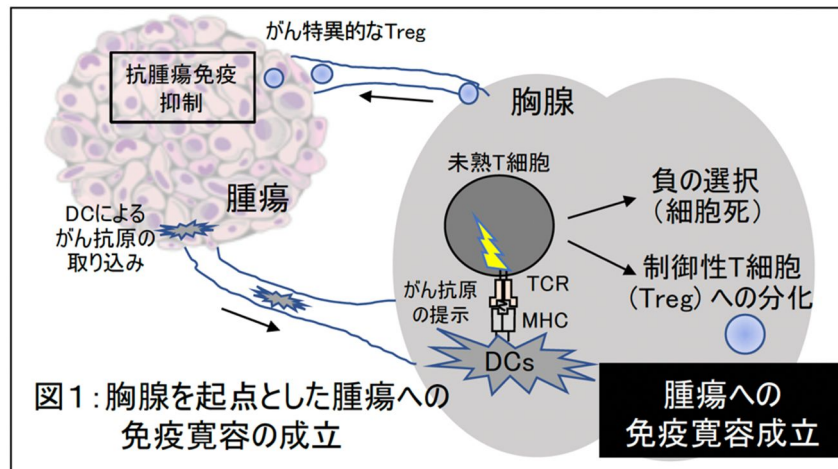 がん特異的なTreg
抗腫瘍免疫
抑制
胸腺
未熟T細胞
負の選択
（細胞死）
腫瘍
DCによる
がん抗原の
取り込み
制御性T細胞
(Treg)への分化
TCR
がん抗原
の提示
MHC
DCs
図1：胸腺を起点とした腫瘍への
免疫寛容の成立
腫瘍への
免疫寛容成立